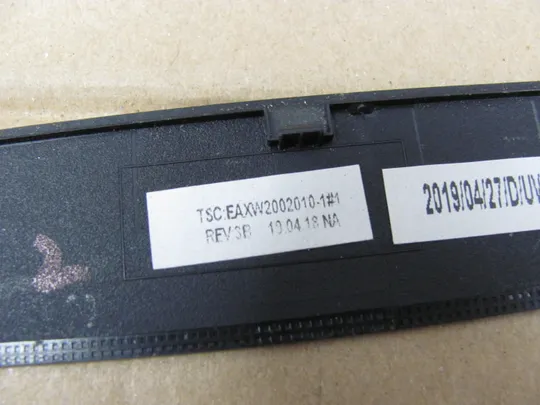 TSC:EAXW2002010-1#1
REV 3B 19.04.18 NA
2019/04/27/D/UV